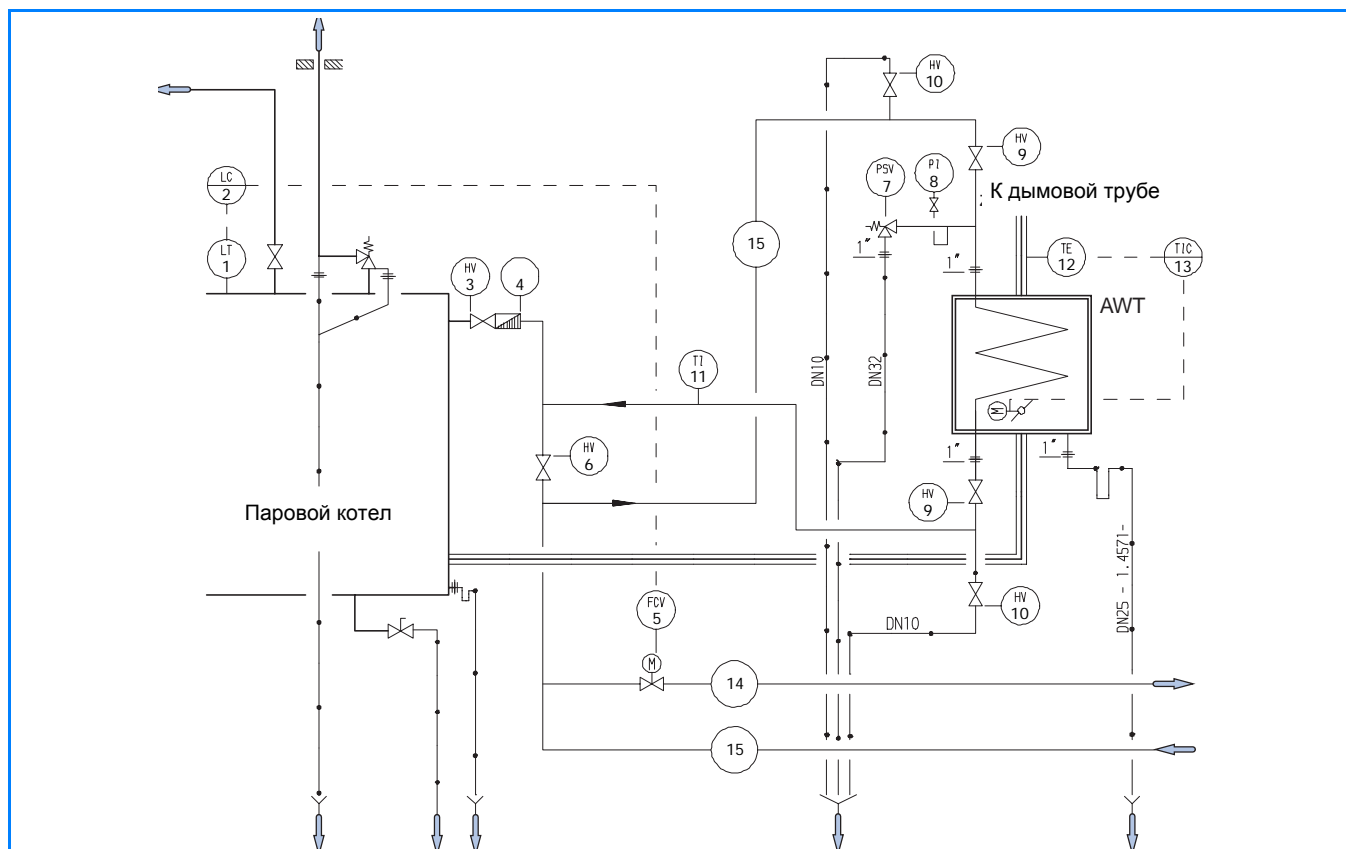 HV
10
HV
9
LC
2
PSV
7
PI
8
К дымовой трубе
LT
1
15
1"
1"
TE
12
TIC
13
HV
3
4
AWT
TI
11
DN10
DN32
M
HV
6
1"
1"
Паровой котел
HV
9
DN25 - 1.4571-
FCV
5
HV
10
DN10
M
14
15